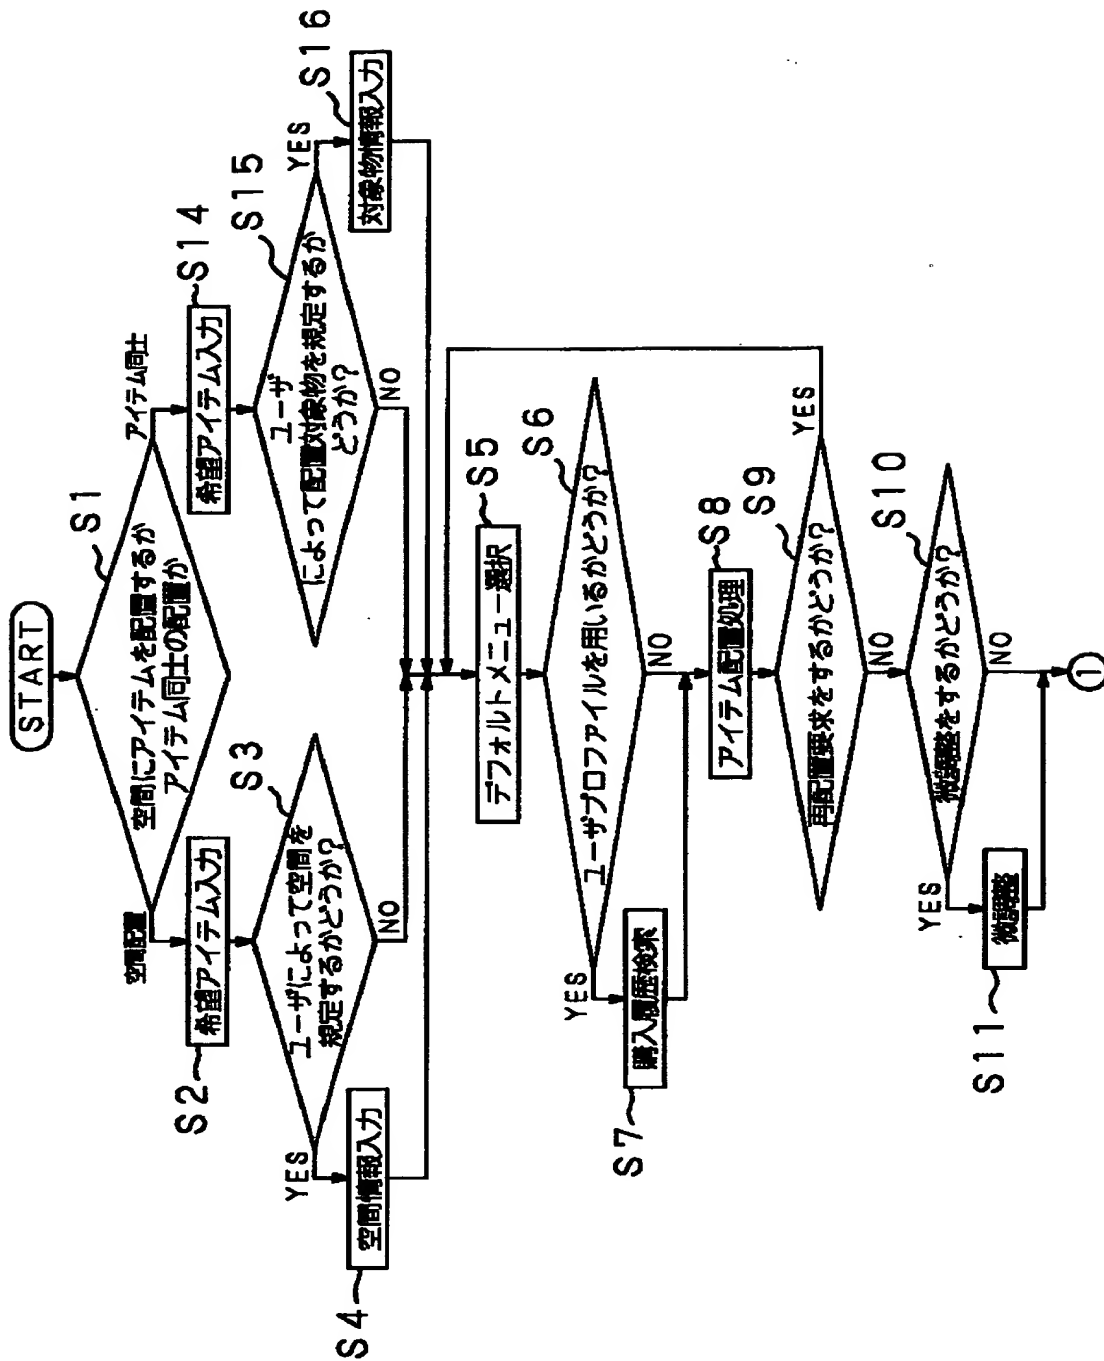 START
空間にアイテムを配置するか
アイテム同士の配置か
S1
空間配置
アイテム同士
S2
希望アイテム入力
希望アイテム入力
S14
ユーザによって空間を
規定するかどうか?
S3
ユーザ
によって配置対象物を規定するか
どうか?
S15
YES
NO
NO
YES
S4
空間情報入力
対象物情報入力
S16
デフォルトメニュー選択
S5
ユーザプロファイルを用いるかどうか?
S6
YES
NO
S7
購入履歴検索
アイテム配置処理
S8
再配置要求をするかどうか?
S9
YES
NO
微調整をするかどうか?
S10
YES
NO
S11
微調整
1